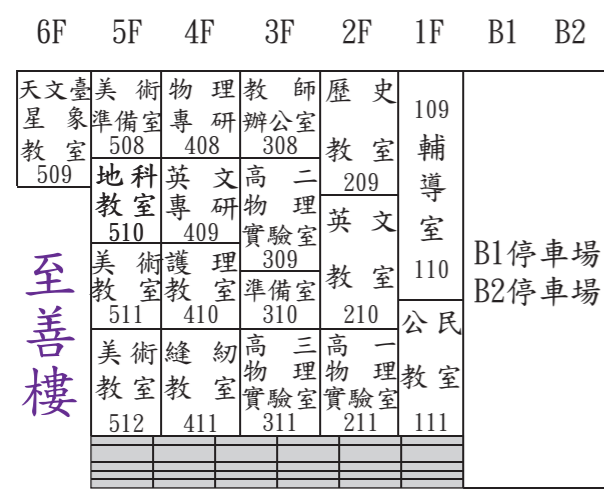 6F 5F 4F 3F 2F 1F B1 B2
天文臺
星象
教室
509
美術
準備室
508
地科
教室
510
美術
教室
511
美術
教室
512
物理
專研
408
英文
專研
409
護理
教室
410
縫紉
教室
411
教師
辦公室
308
高二
物理
實驗室
309
準備室
310
高三
物理
實驗室
311
歷史
教室
209
英文
教室
210
高一
物理
實驗室
211
109
輔
導
室
110
公民
教室
111
B1停車場
B2停車場
至
善
樓